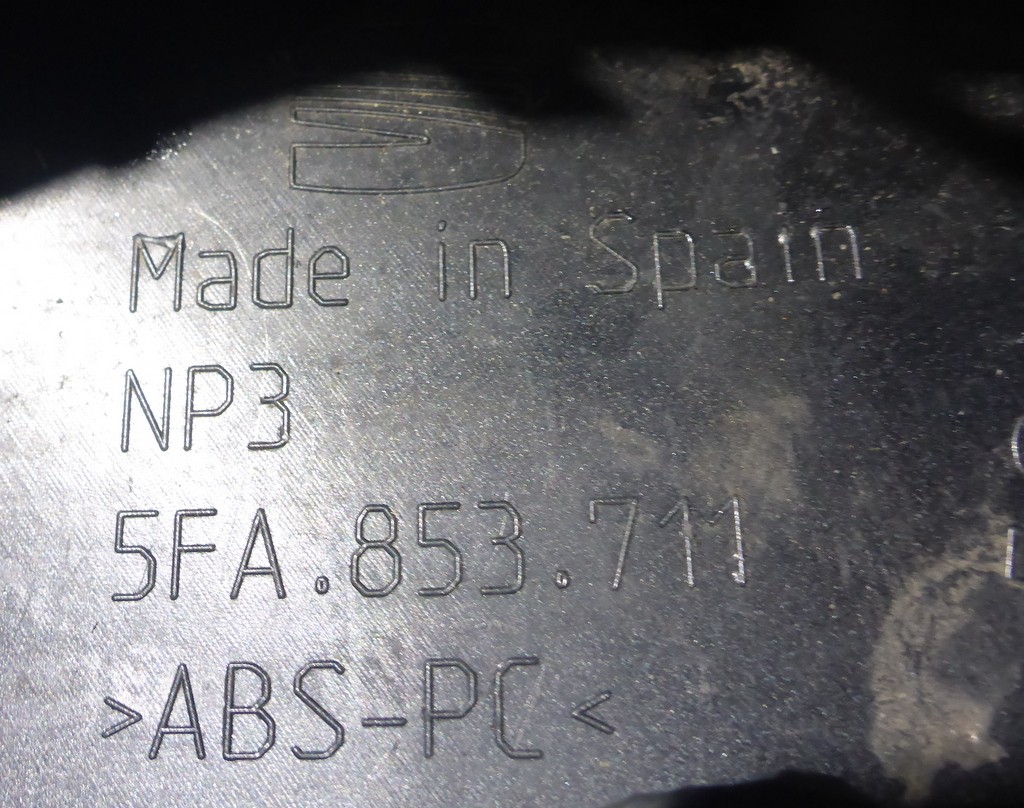 Made in Spain
NP3
5FA.853.711
>ABS-PC<